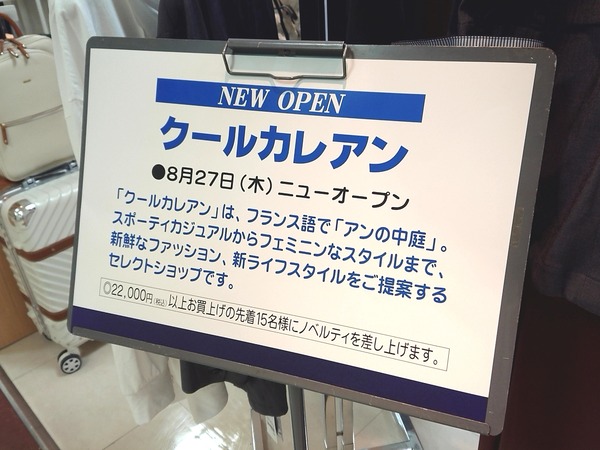 NEW OPEN
クールカレアン
●8月27日(木)ニューオープン
「クールカレアン」は、フランス語で「アンの中庭」。
スポーティカジュアルからフェミニンなスタイルまで、
新鮮なファッション、新ライフスタイルをご提案する
セレクトショップです。
◎22,000円(税込)以上お買上げの先着15名様にノベルティを差し上げます。